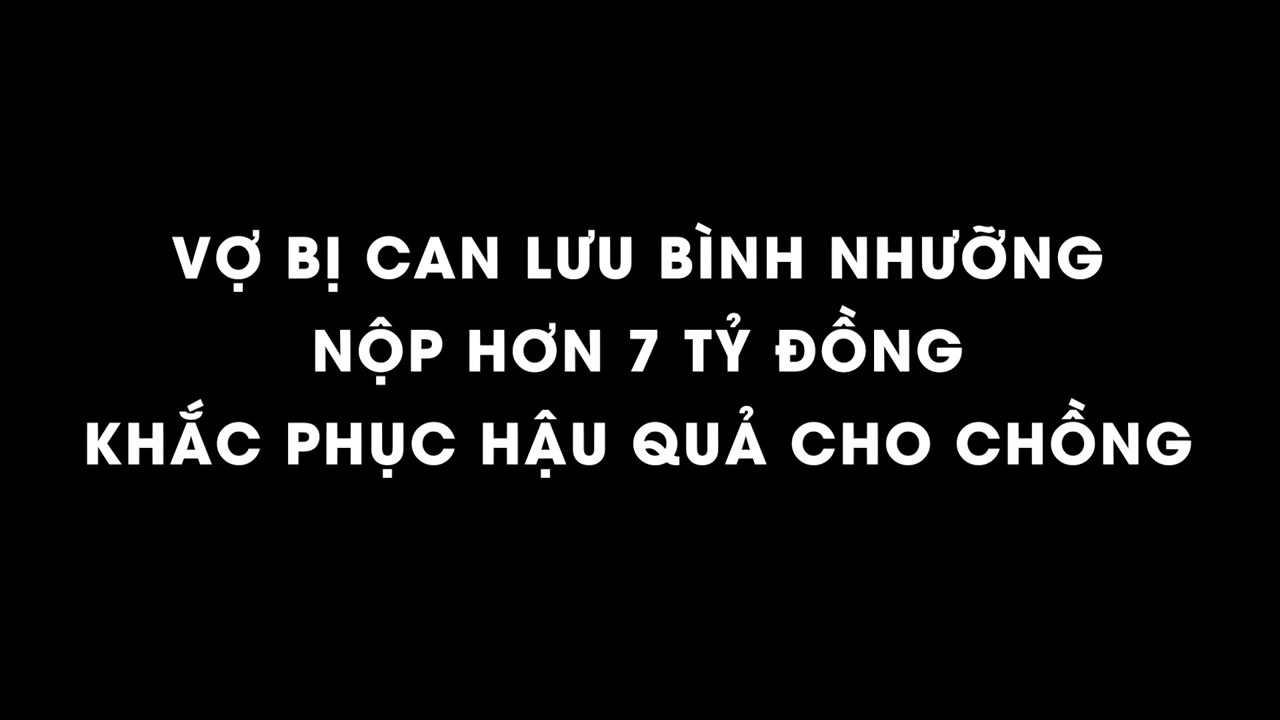 VỢ BỊ CAN LƯU BÌNH NHƯỠNG
NỘP HƠN 7 TỶ ĐỒNG
KHẮC PHỤC HẬU QUẢ CHO CHỒNG